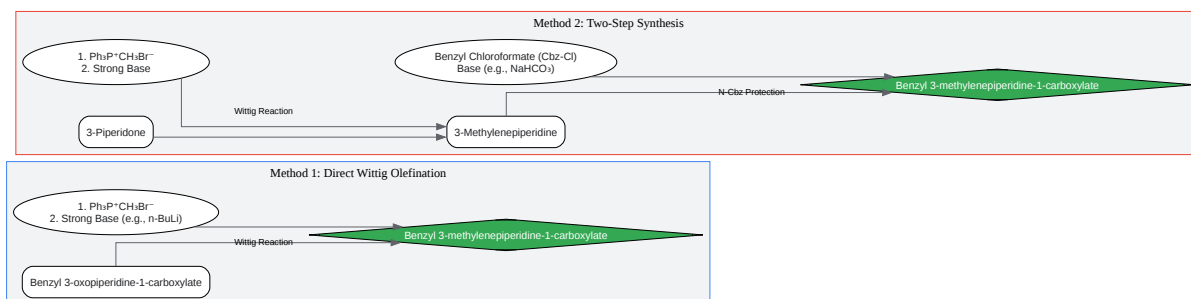 Method 2: Two-Step Synthesis
1. Ph₃P⁺CH₃Br⁻
2. Strong Base
Benzyl Chloroformate (Cbz-Cl)
Base (e.g., NaHCO₃)
Benzyl 3-methylenepiperidine-1-carboxylate
N-Cbz Protection
Wittig Reaction
3-Piperidone
3-Methylenepiperidine
Method 1: Direct Wittig Olefination
1. Ph₃P⁺CH₃Br⁻
2. Strong Base (e.g., n-BuLi)
Benzyl 3-methylenepiperidine-1-carboxylate
Wittig Reaction
Benzyl 3-oxopiperidine-1-carboxylate